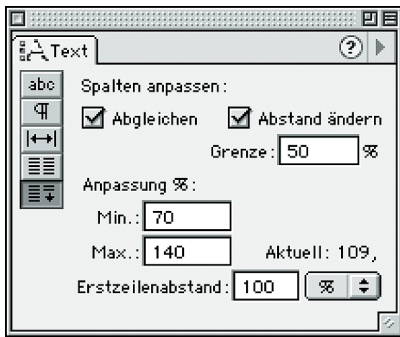 Text ?
abc
¶
Spalten anpassen:
Abgleichen Abstand ändern
Grenze: 50 %
Anpassung %:
Min.: 70
Max.: 140 Aktuell: 109,
Erstzeilenabstand: 100 %